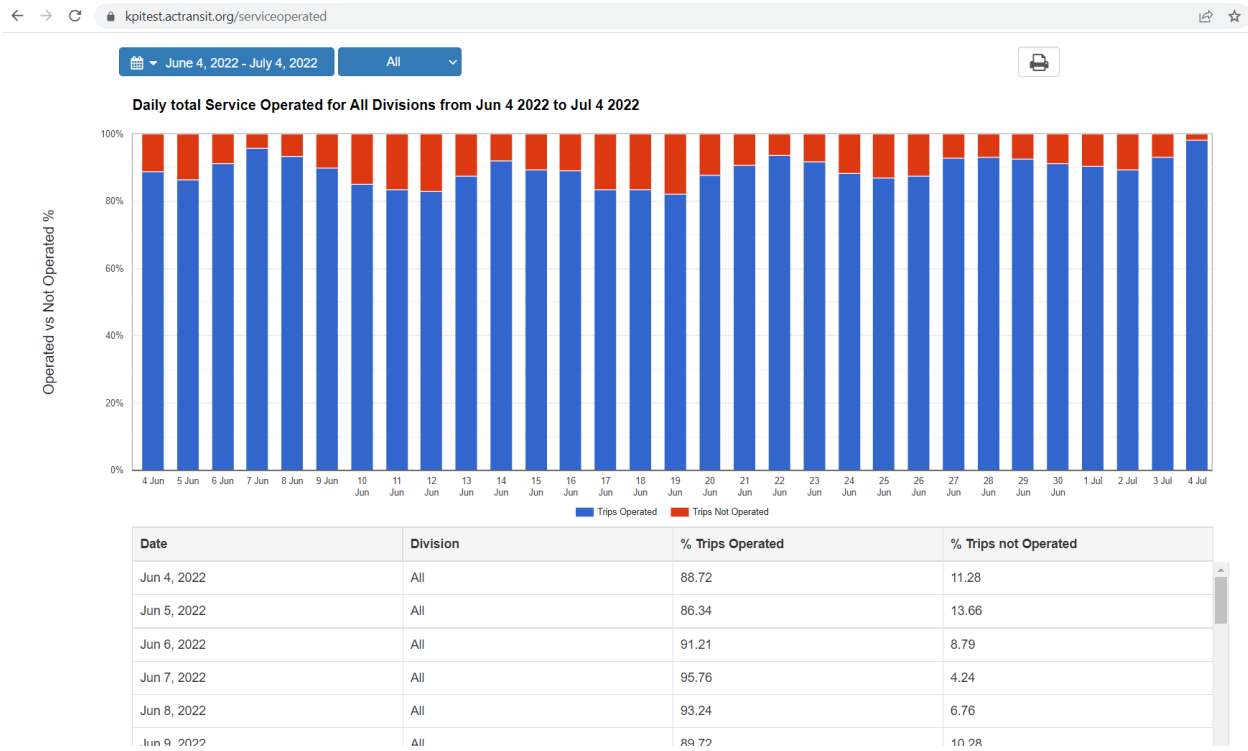 kpitest.actransit.org/serviceoperated
June 4, 2022 - July 4, 2022
All
Daily total Service Operated for All Divisions from Jun 4 2022 to Jul 4 2022
Operated vs Not Operated %
100%
80%
60%
40%
20%
0%
4 Jun 5 Jun 6 Jun 7 Jun 8 Jun 9 Jun 10 Jun 11 Jun 12 Jun 13 Jun 14 Jun 15 Jun 16 Jun 17 Jun 18 Jun 19 Jun 20 Jun 21 Jun 22 Jun 23 Jun 24 Jun 25 Jun 26 Jun 27 Jun 28 Jun 29 Jun 30 Jun 1 Jul 2 Jul 3 Jul 4 Jul
Trips Operated Trips Not Operated
Date Division % Trips Operated % Trips not Operated
Jun 4, 2022 All 88.72 11.28
Jun 5, 2022 All 86.34 13.66
Jun 6, 2022 All 91.21 8.79
Jun 7, 2022 All 95.76 4.24
Jun 8, 2022 All 93.24 6.76
Jun 9, 2022 All 89.72 10.28